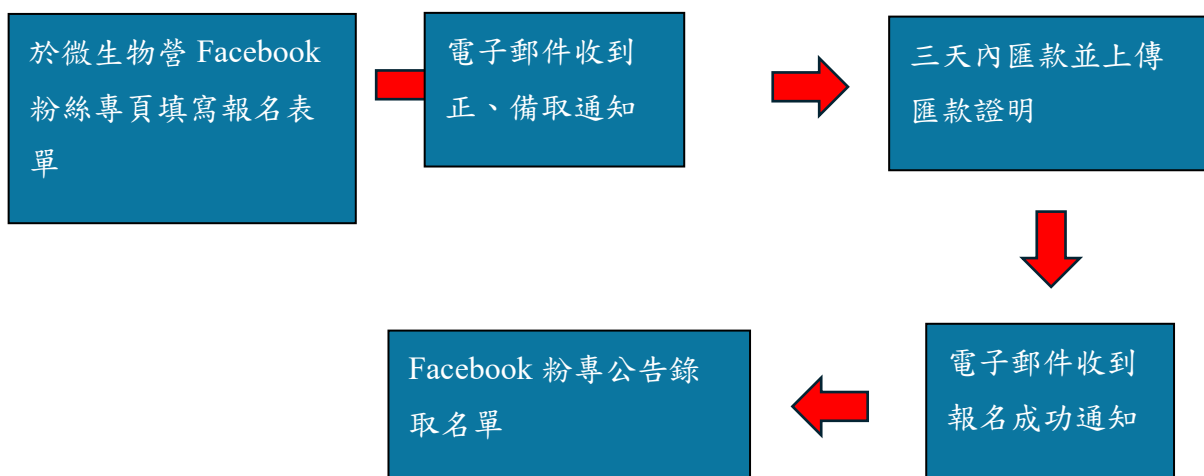 於微生物營 Facebook
粉絲專頁填寫報名表
單
電子郵件收到
正、備取通知
三天內匯款並上傳
匯款證明
電子郵件收到
報名成功通知
Facebook 粉專公告錄
取名單